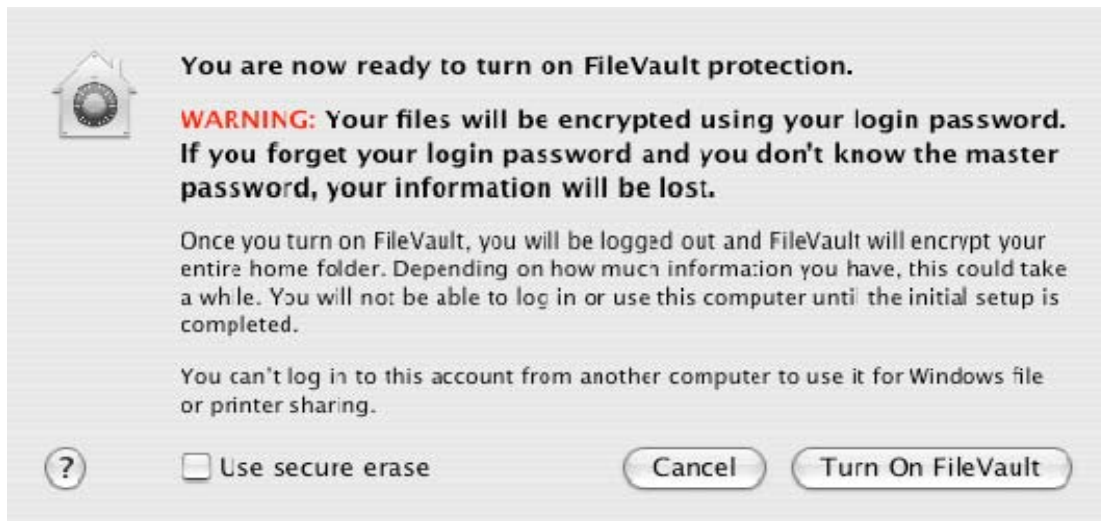 You are now ready to turn on FileVault protection.
WARNING: Your files will be encrypted using your login password.
If you forget your login password and you don't know the master
password, your information will be lost.
Once you turn on FileVault, you will be logged out and FileVault will encrypt your
entire home folder. Depending on how much information you have, this could take
a while. You will not be able to log in or use this computer until the initial setup is
completed.
You can't log in to this account from another computer to use it for Windows file
or printer sharing.
?
Use secure erase
Cancel
Turn On FileVault